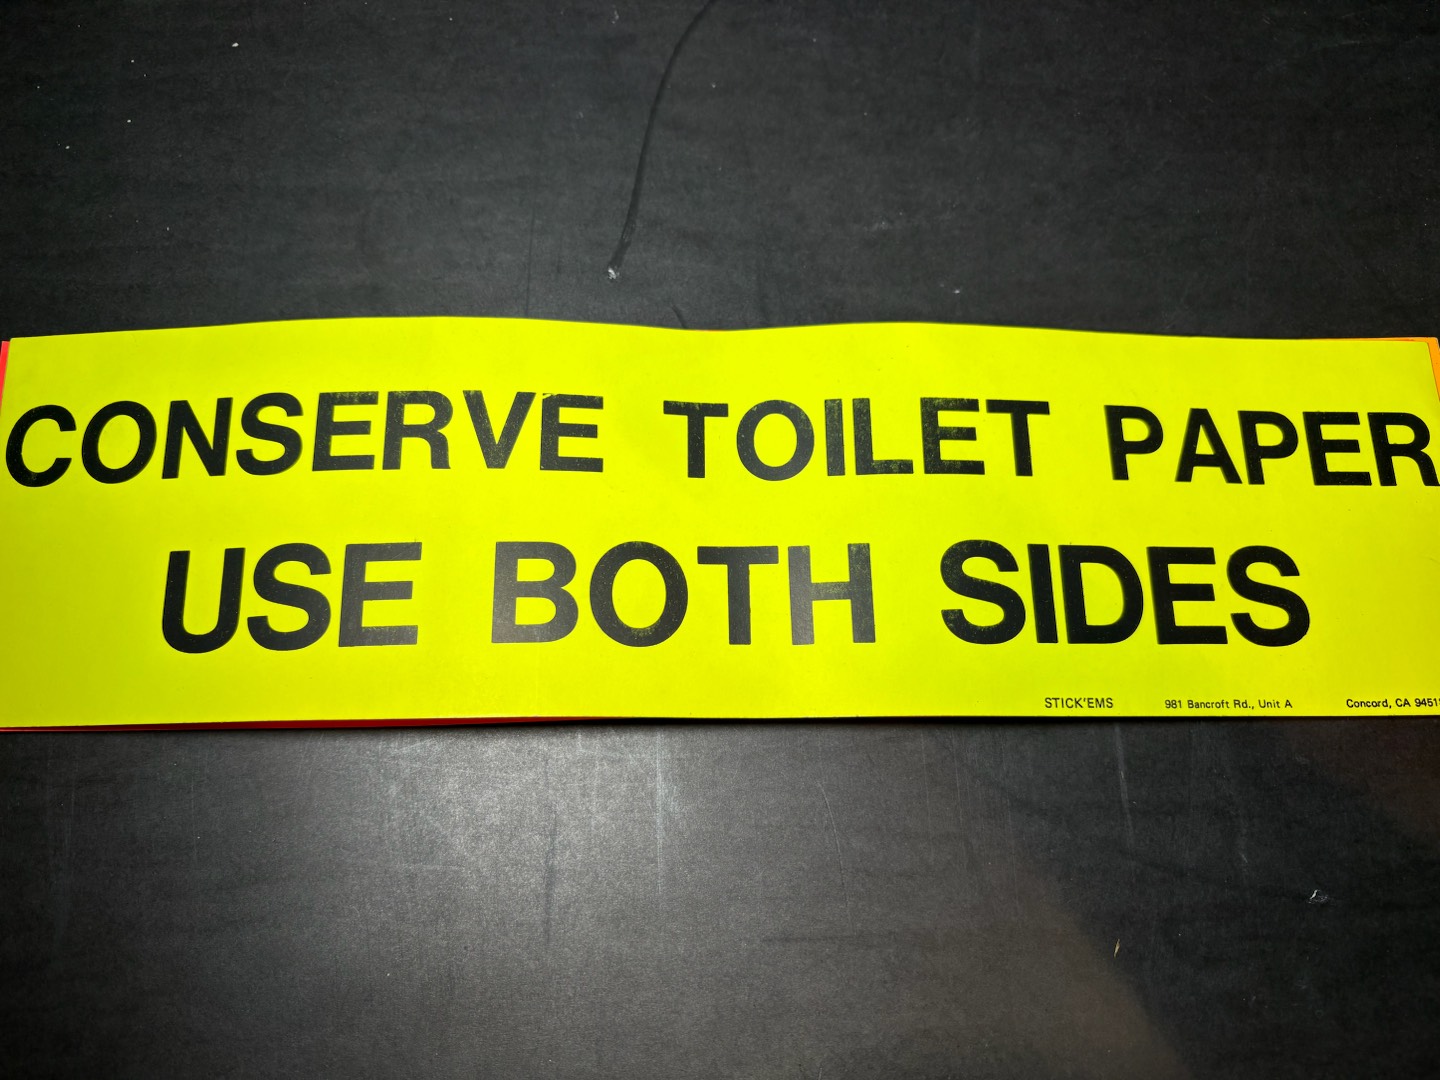 CONSERVE TOILET PAPER
USE BOTH SIDES
STICK'EMS 981 Bancroft Rd., Unit A Concord, CA